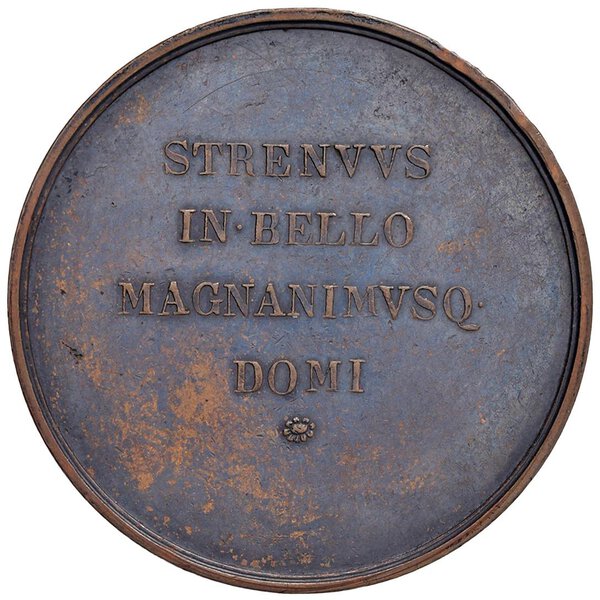 STRENVVS
IN·BELLO
MAGNANIMVSQ·
DOMI